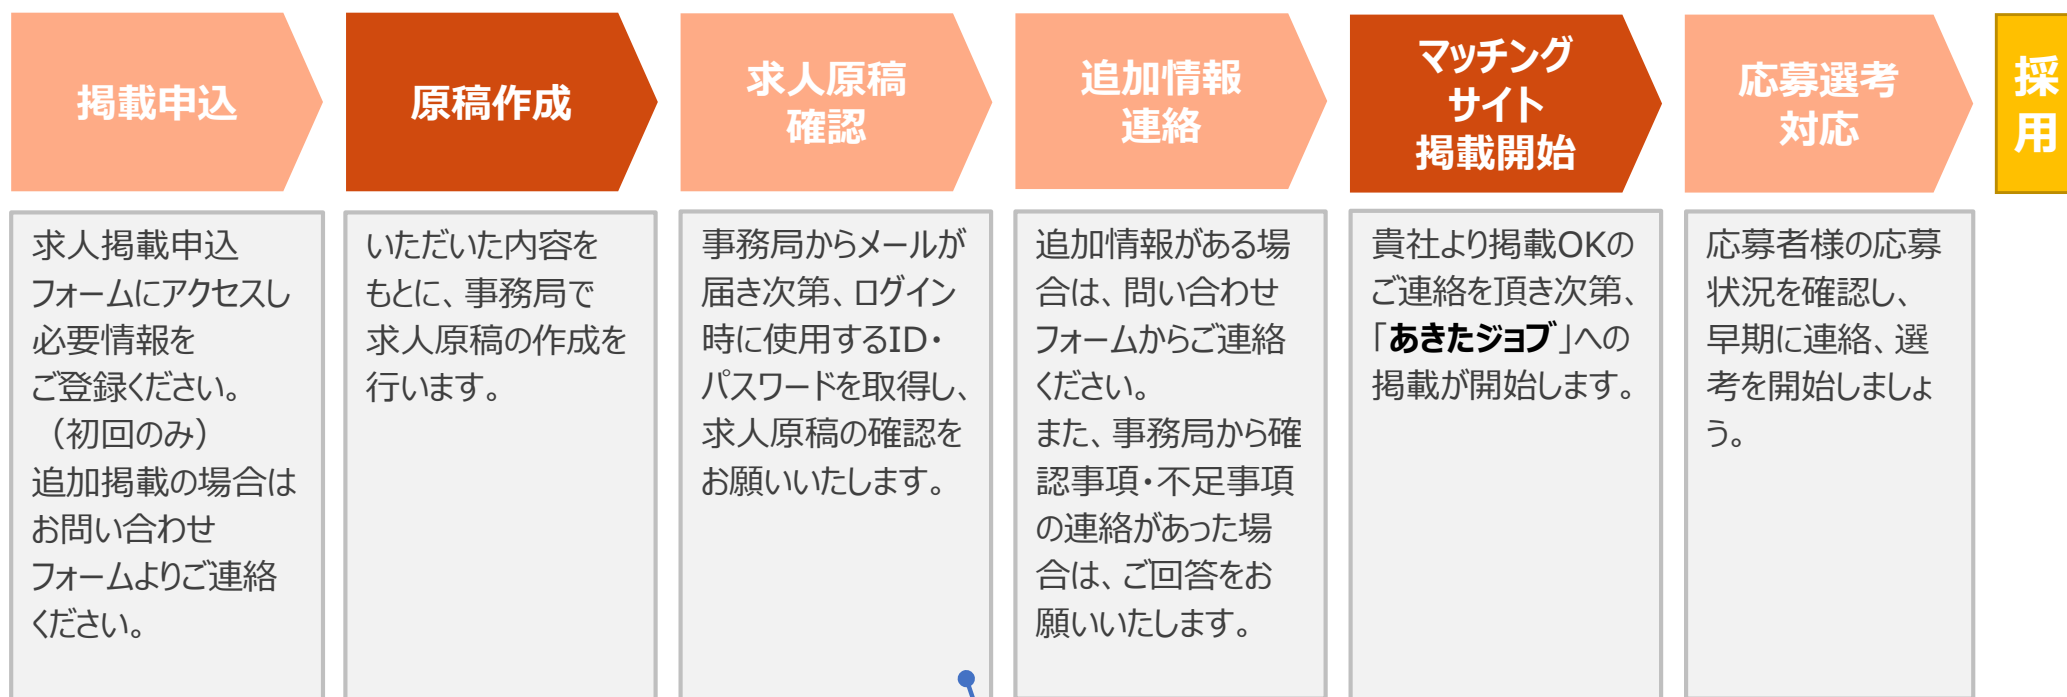 掲載申込
原稿作成
求人原稿
確認
追加情報
連絡
マッチング
サイト
掲載開始
応募選考
対応
採
用
求人掲載申込
フォームにアクセスし
必要情報を
ご登録ください。
（初回のみ）
追加掲載の場合は
お問い合わせ
フォームよりご連絡
ください。
いただいた内容を
もとに、事務局で
求人原稿の作成を
行います。
事務局からメールが
届き次第、ログイン
時に使用するID・
パスワードを取得し、
求人原稿の確認を
お願いいたします。
追加情報がある場
合は、問い合わせ
フォームからご連絡
ください。
また、事務局から確
認事項・不足事項
の連絡があった場
合は、ご回答をお
願いいたします。
貴社より掲載OKの
ご連絡を頂き次第、
「あきたジョブ」への
掲載が開始します。
応募者様の応募
状況を確認し、
早期に連絡、選
考を開始しましょ
う。